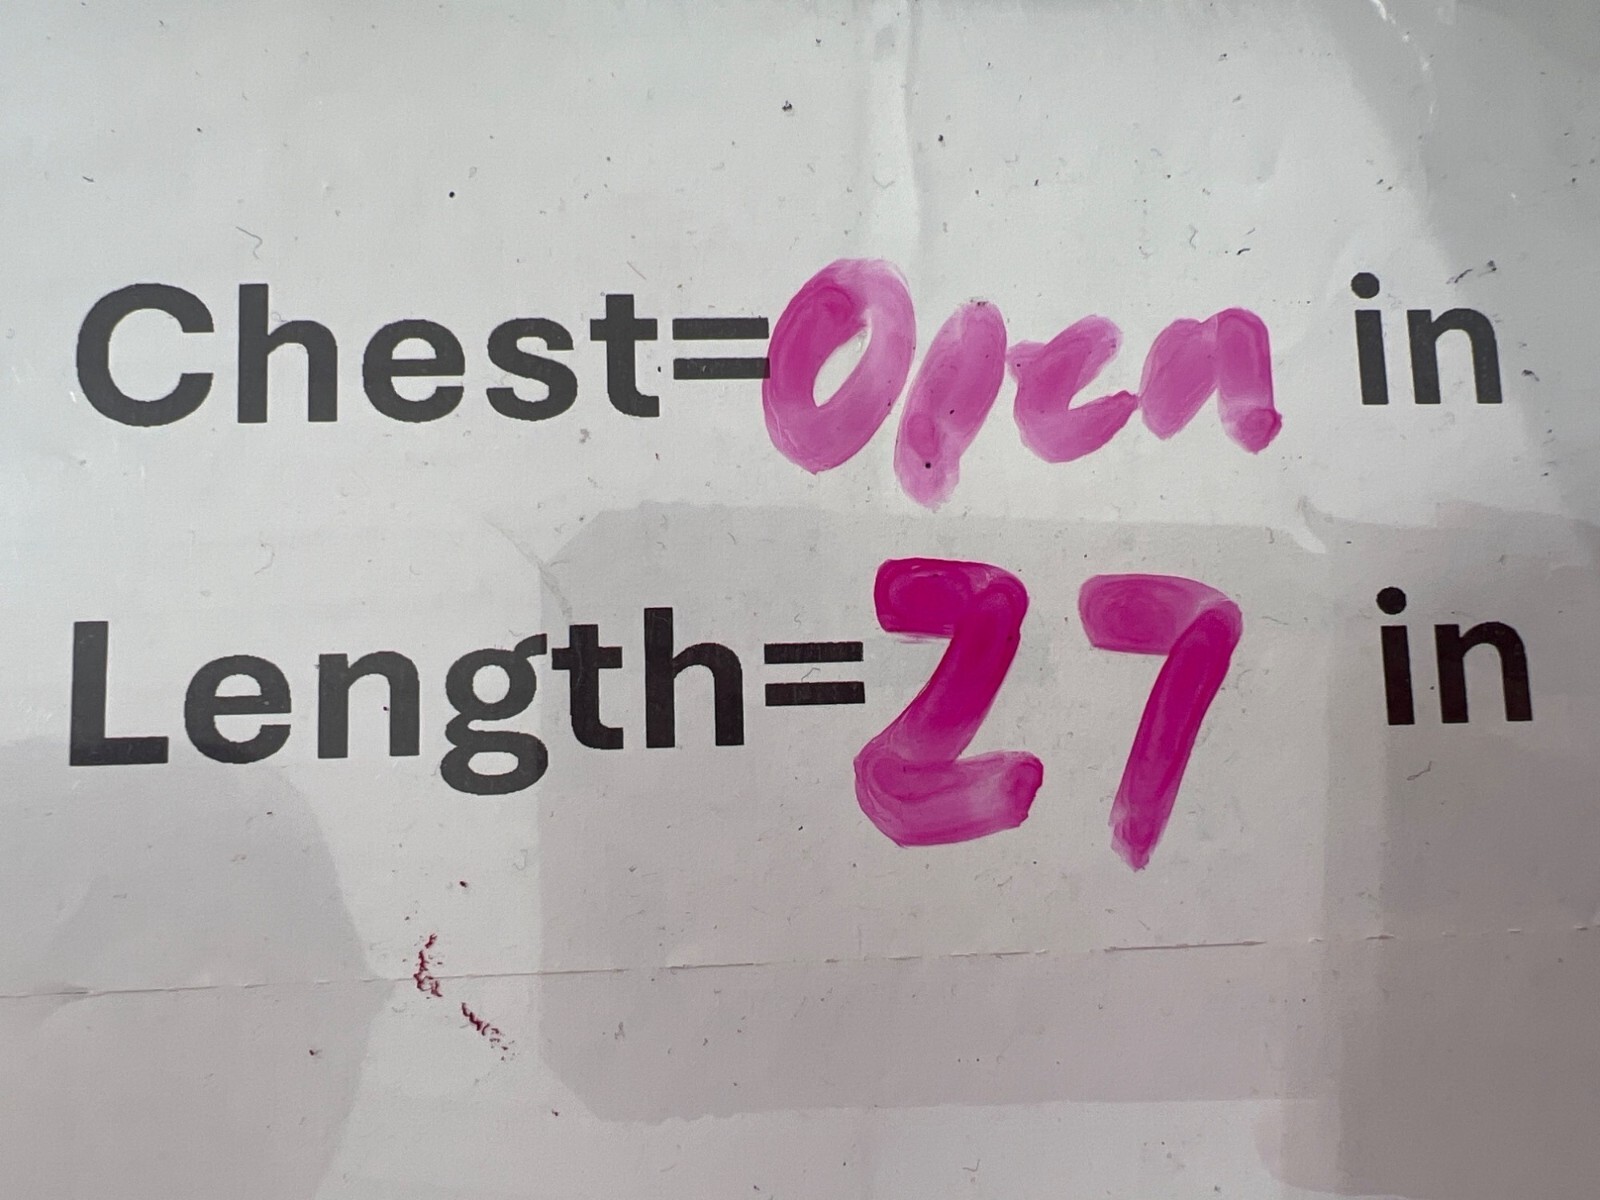 Chest=Open in
Length=27 in